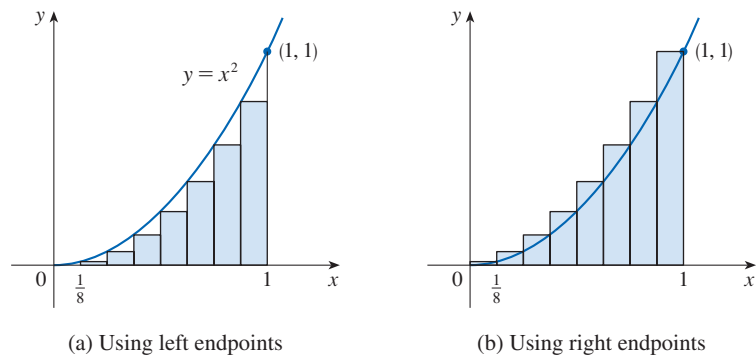 y
(1, 1)
y = x²
0
1/8
1
x
(a) Using left endpoints
y
(1, 1)
0
1/8
1
x
(b) Using right endpoints